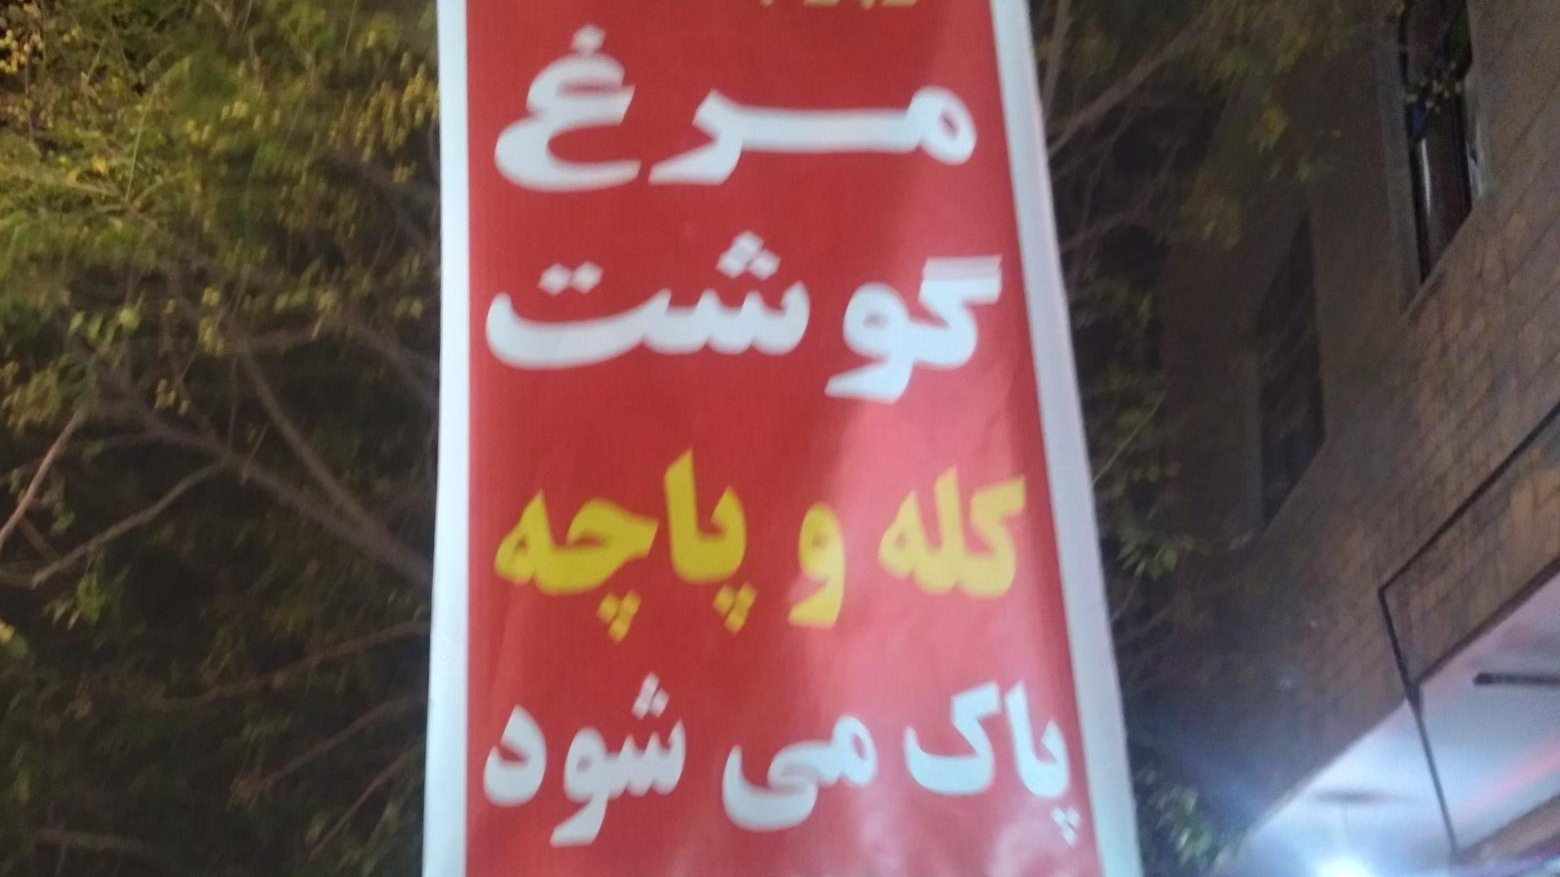 مرغ
گوشت
کله و پاچه
پاک می شود